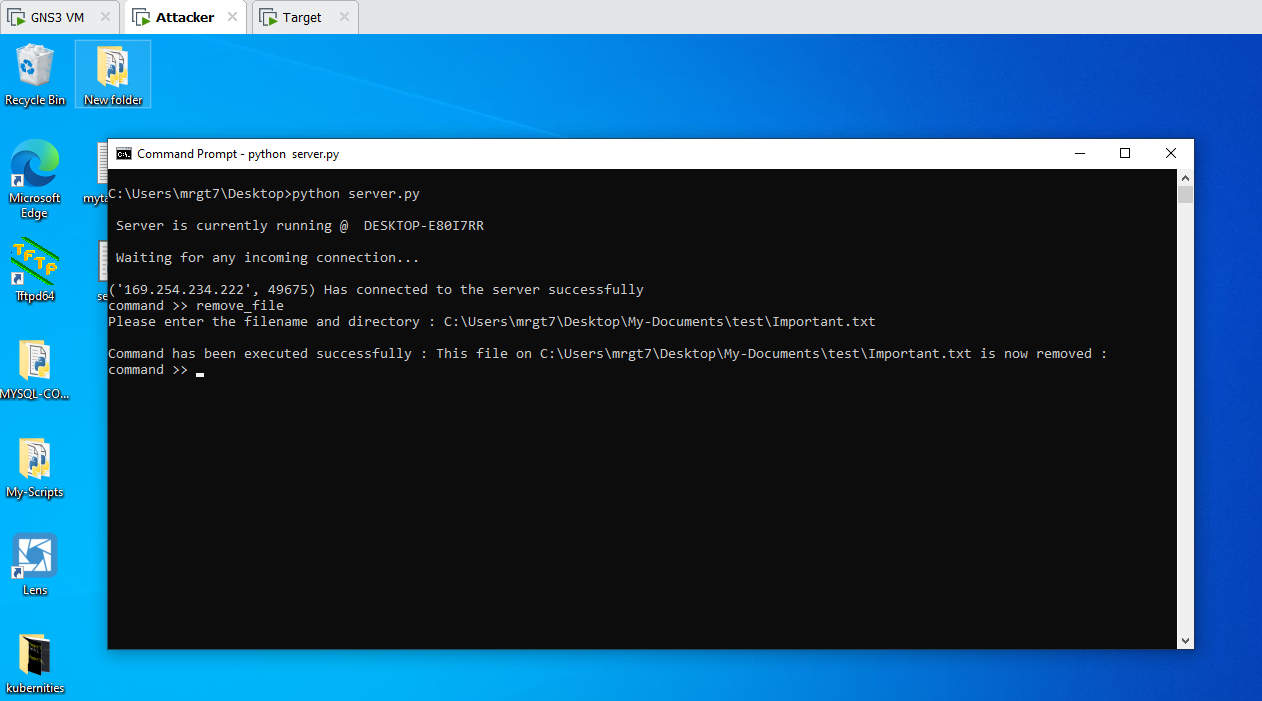 GNS3 VM
Attacker
Target
Recycle Bin
New folder
Microsoft Edge
Tftpd64
MYSQL-CO...
My-Scripts
Lens
kubernities
Command Prompt - python  server.py
C:\Users\mrgt7\Desktop>python server.py
Server is currently running @  DESKTOP-E80I7RR
Waiting for any incoming connection...
('169.254.234.222', 49675) Has connected to the server successfully
command >> remove_file
Please enter the filename and directory : C:\Users\mrgt7\Desktop\My-Documents\test\Important.txt
Command has been executed successfully : This file on C:\Users\mrgt7\Desktop\My-Documents\test\Important.txt is now removed :
command >>